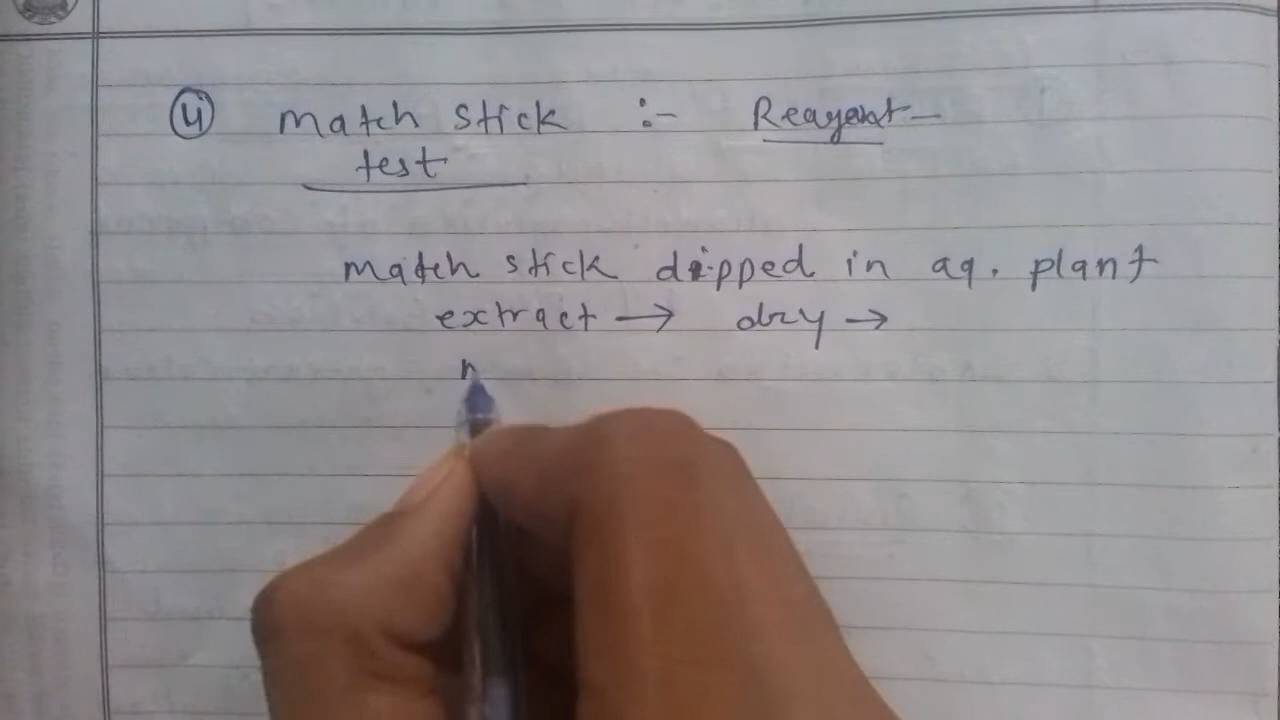 4 Match stick :- Reagent -
test
Match stick dipped in aq. plant
extract → dry →